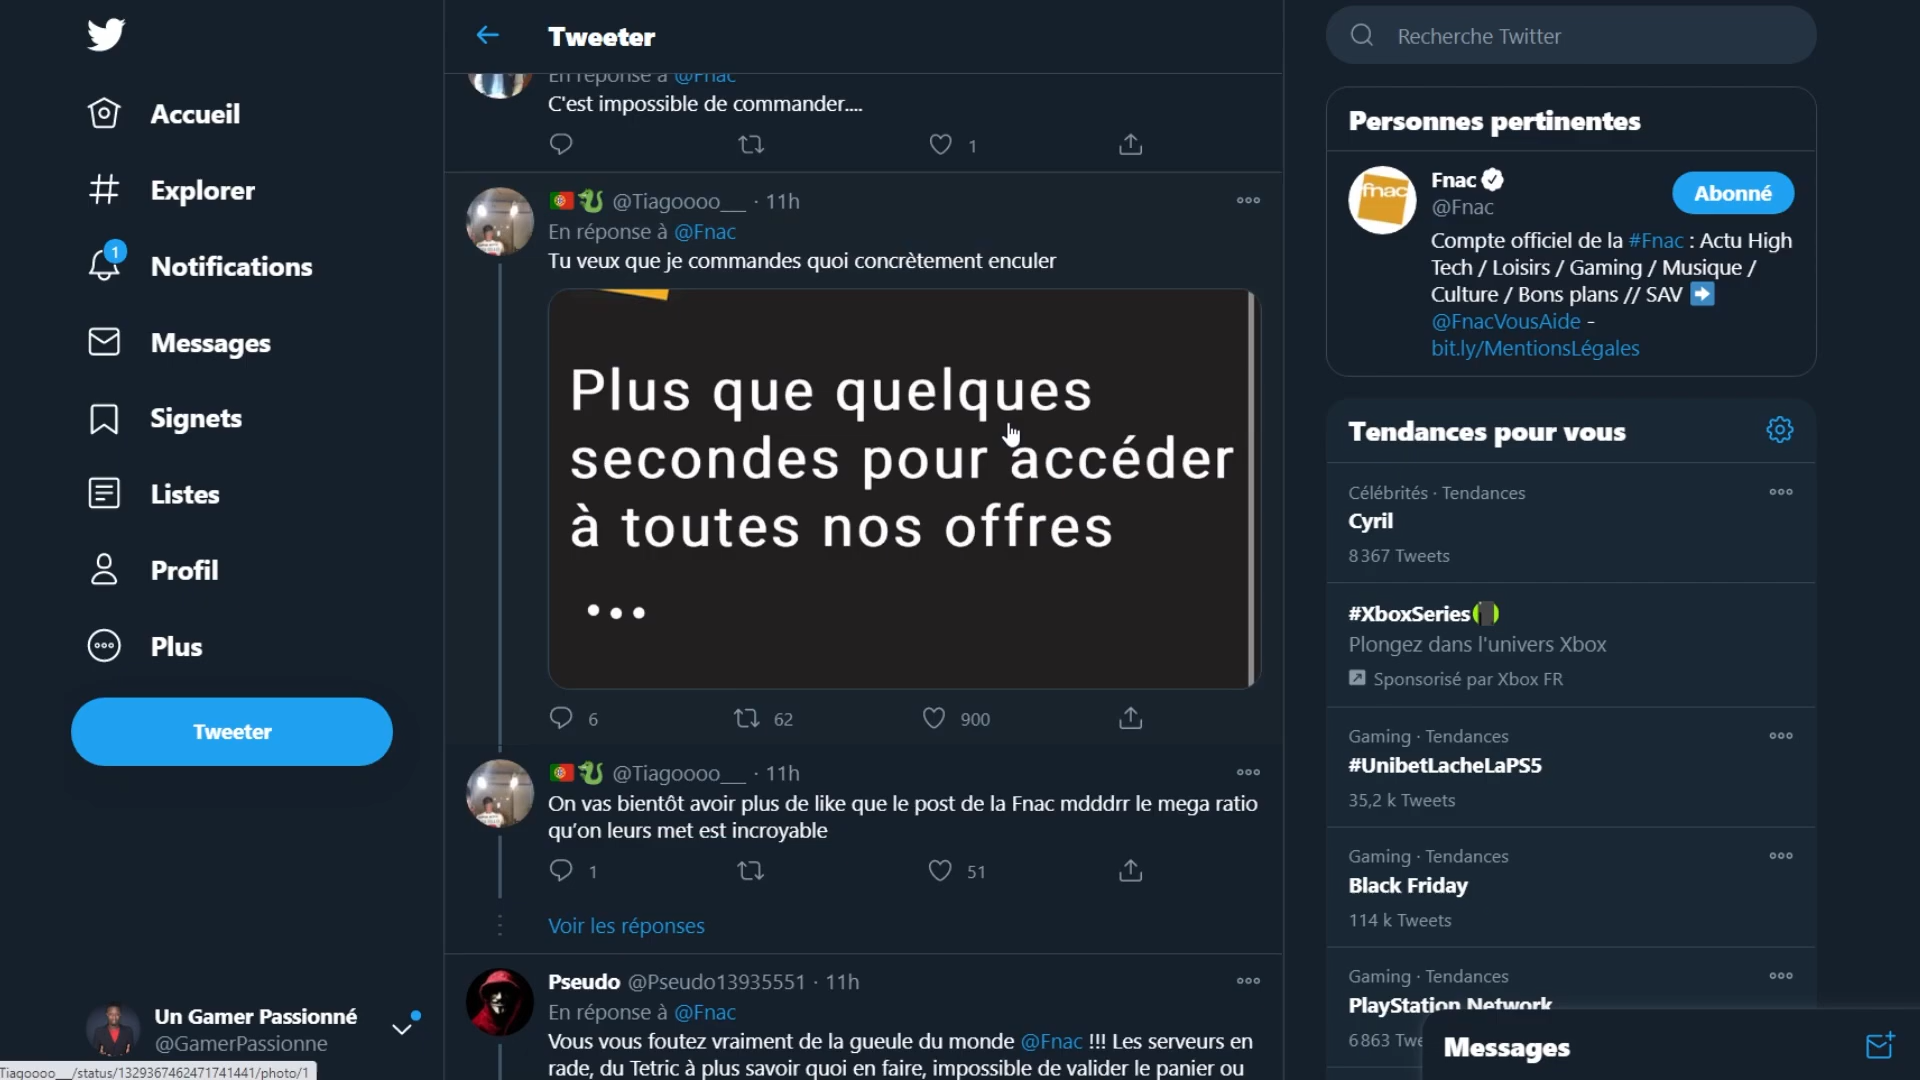 Accueil
Explorer
1
Notifications
Messages
Signets
Listes
Profil
Plus
Tweeter
Un Gamer Passionné
@GamerPassionne
Tiagoooo__/status/1329367462471741441/photo/1
Tweeter
En réponse à @Fnac
C'est impossible de commander....
1
@Tiagoooo__ · 11h
En réponse à @Fnac
Tu veux que je commandes quoi concrètement enculer
Plus que quelques
secondes pour accéder
à toutes nos offres
...
6 62 900
@Tiagoooo__ · 11h
On vas bientôt avoir plus de like que le post de la Fnac mdddrr le mega ratio
qu'on leurs met est incroyable
1 51
Voir les réponses
Pseudo @Pseudo13935551 · 11h
En réponse à @Fnac
Vous vous foutez vraiment de la gueule du monde @Fnac !!! Les serveurs en
rade, du Tetric à plus savoir quoi en faire, impossible de valider le panier ou
Recherche Twitter
Personnes pertinentes
fnac
Fnac
@Fnac
Abonné
Compte officiel de la #Fnac : Actu High
Tech / Loisirs / Gaming / Musique /
Culture / Bons plans // SAV
@FnacVousAide -
bit.ly/MentionsLégales
Tendances pour vous
Célébrités · Tendances
Cyril
8 367 Tweets
#XboxSeries
Plongez dans l'univers Xbox
Sponsorisé par Xbox FR
Gaming · Tendances
#UnibetLacheLaPS5
35,2 k Tweets
Gaming · Tendances
Black Friday
114 k Tweets
Gaming · Tendances
PlayStation Network
6 863 Twe
Messages